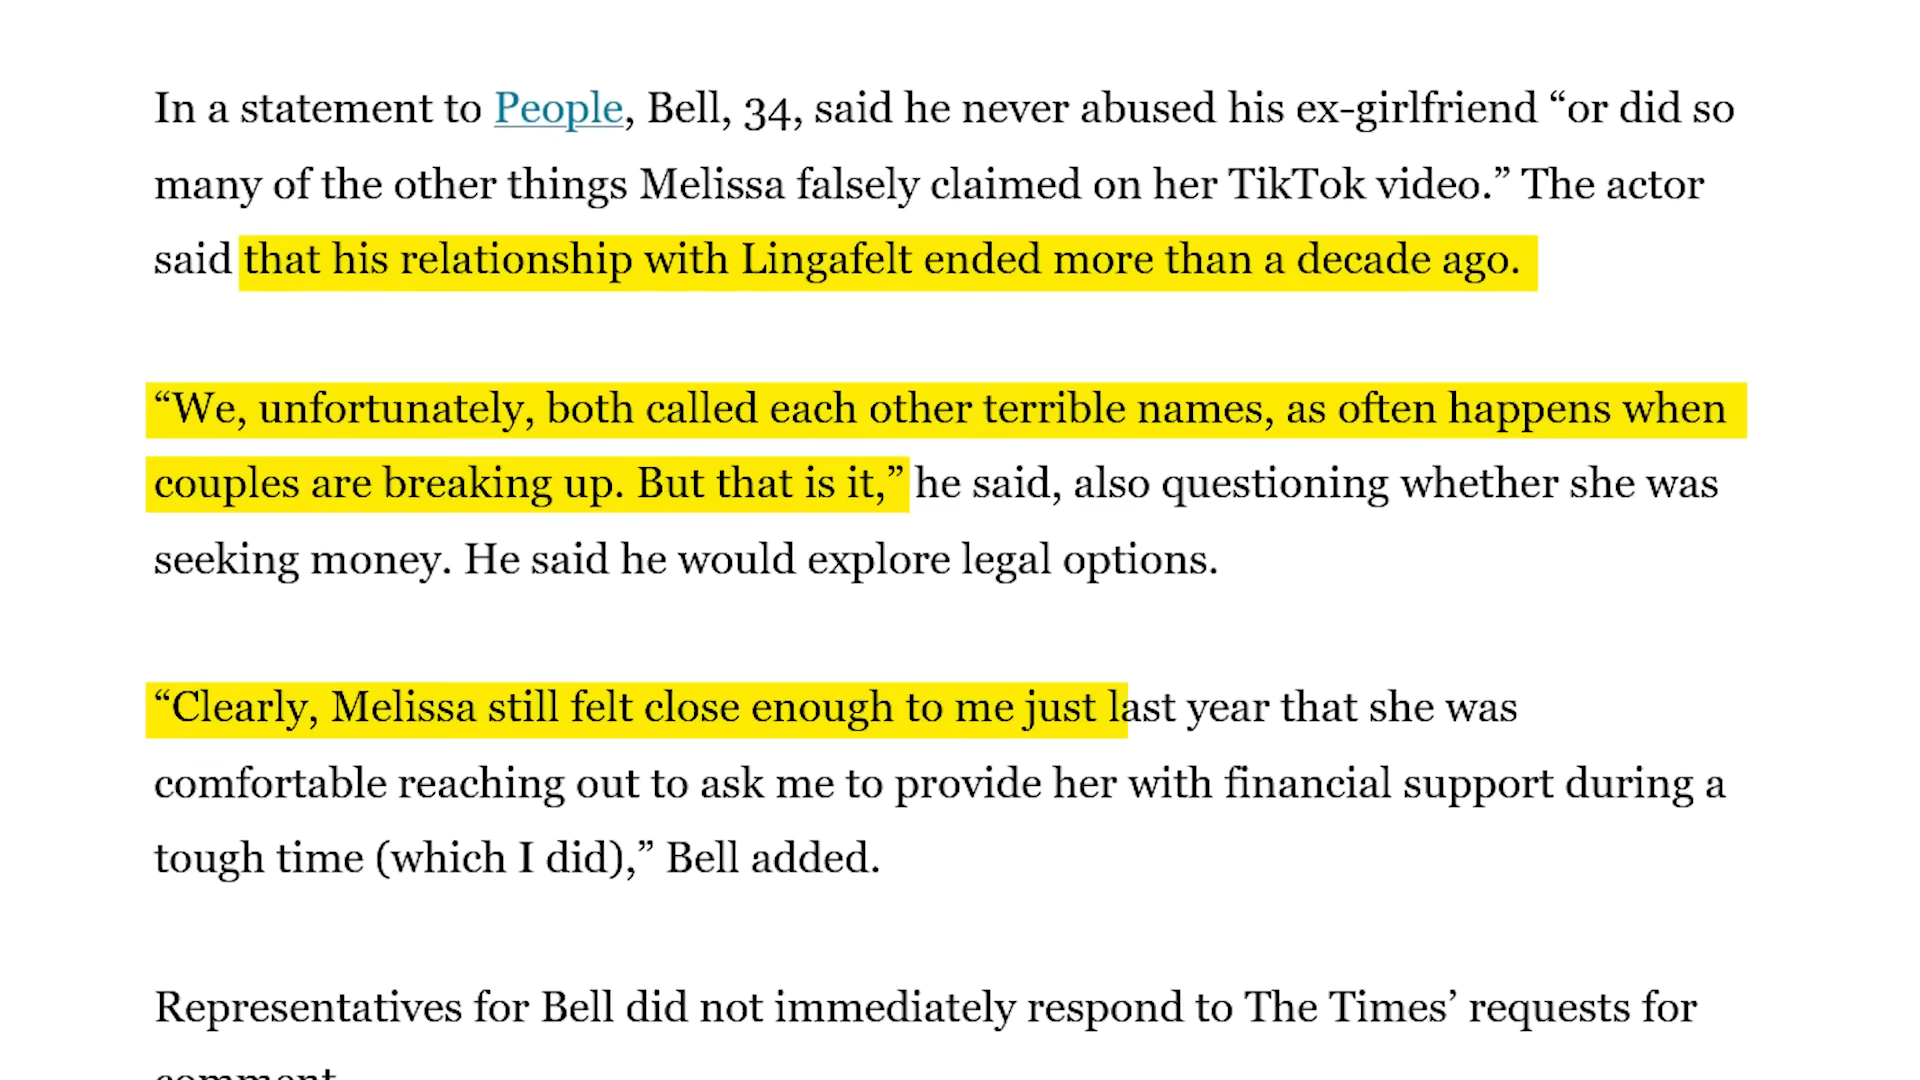 In a statement to People, Bell, 34, said he never abused his ex-girlfriend “or did so
many of the other things Melissa falsely claimed on her TikTok video.” The actor
said that his relationship with Lingafelt ended more than a decade ago.
“We, unfortunately, both called each other terrible names, as often happens when
couples are breaking up. But that is it,” he said, also questioning whether she was
seeking money. He said he would explore legal options.
“Clearly, Melissa still felt close enough to me just last year that she was
comfortable reaching out to ask me to provide her with financial support during a
tough time (which I did),” Bell added.
Representatives for Bell did not immediately respond to The Times’ requests for
comment.